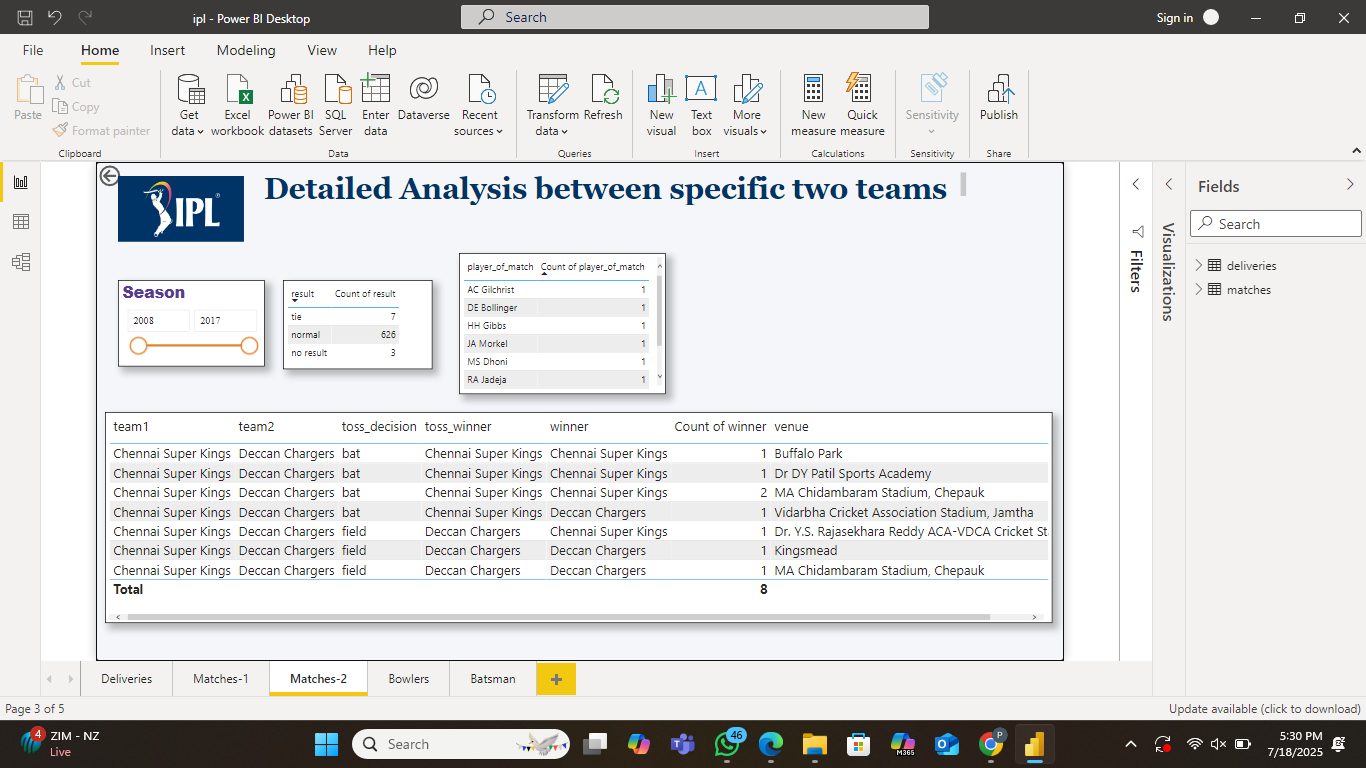 ipl - Power BI Desktop
Search
Sign in
File Home Insert Modeling View Help
Paste
Cut
Copy
Format painter
Clipboard
Get data
Excel workbook
Power BI datasets
SQL Server
Enter data
Dataverse
Recent sources
Data
Transform data
Refresh
Queries
New visual
Text box
More visuals
Insert
New measure
Quick measure
Calculations
Sensitivity
Sensitivity
Publish
Share
IPL
Detailed Analysis between specific two teams
Season
2008 2017
result Count of result
tie 7
normal 626
no result 3
player_of_match Count of player_of_match
AC Gilchrist 1
DE Bollinger 1
HH Gibbs 1
JA Morkel 1
MS Dhoni 1
RA Jadeja 1
team1 team2 toss_decision toss_winner winner Count of winner venue
Chennai Super Kings Deccan Chargers bat Chennai Super Kings Chennai Super Kings 1 Buffalo Park
Chennai Super Kings Deccan Chargers bat Chennai Super Kings Chennai Super Kings 1 Dr DY Patil Sports Academy
Chennai Super Kings Deccan Chargers bat Chennai Super Kings Chennai Super Kings 2 MA Chidambaram Stadium, Chepauk
Chennai Super Kings Deccan Chargers bat Chennai Super Kings Deccan Chargers 1 Vidarbha Cricket Association Stadium, Jamtha
Chennai Super Kings Deccan Chargers field Deccan Chargers Chennai Super Kings 1 Dr. Y.S. Rajasekhara Reddy ACA-VDCA Cricket St
Chennai Super Kings Deccan Chargers field Deccan Chargers Deccan Chargers 1 Kingsmead
Chennai Super Kings Deccan Chargers field Deccan Chargers Deccan Chargers 1 MA Chidambaram Stadium, Chepauk
Total 8
Filters
Visualizations
Fields
Search
deliveries
matches
Deliveries Matches-1 Matches-2 Bowlers Batsman
Page 3 of 5
Update available (click to download)
4
ZIM - NZ
Live
Search
46
M365
P
5:30 PM
7/18/2025